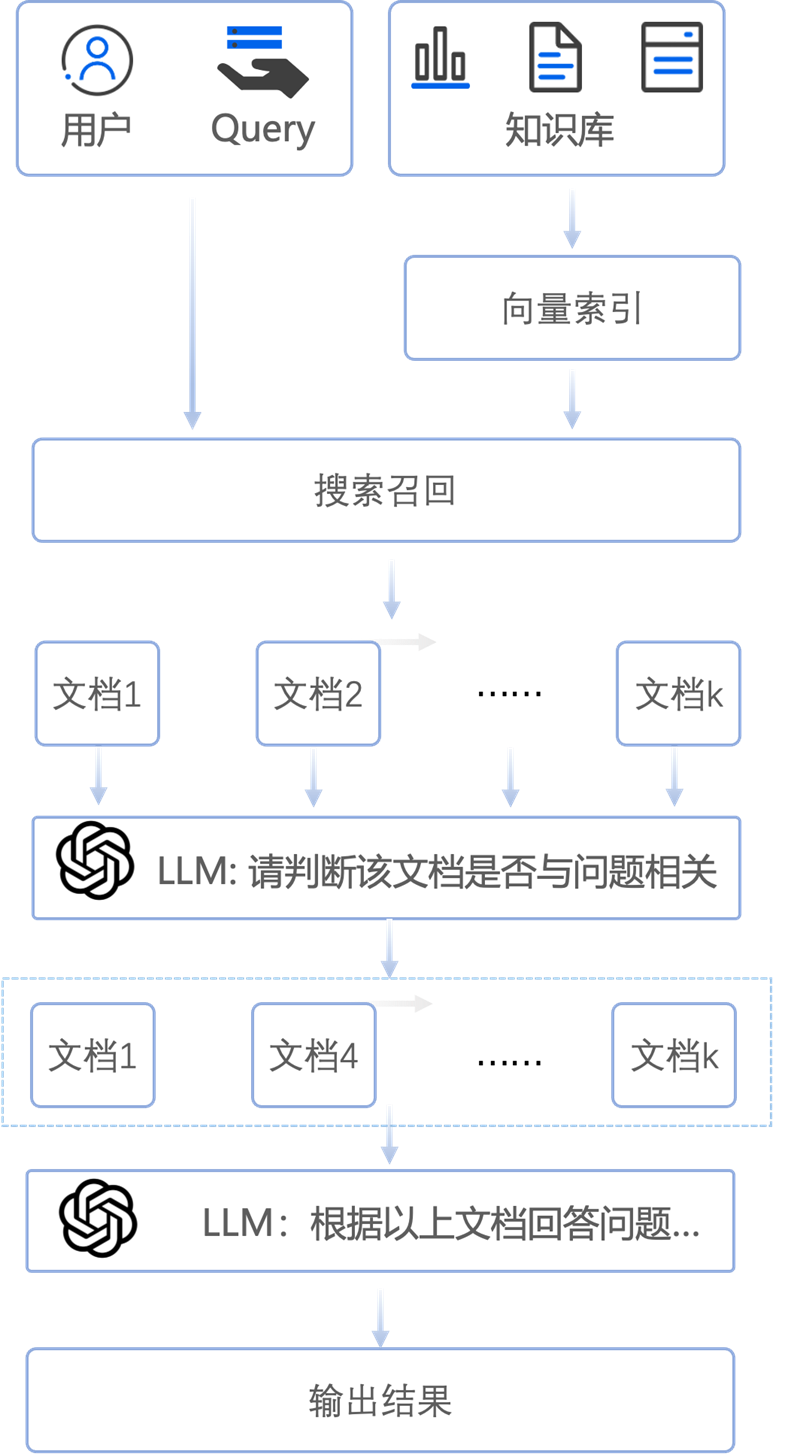 用户
Query
知识库
向量索引
搜索召回
文档1
文档2
……
文档k
LLM: 请判断该文档是否与问题相关
文档1
文档4
……
文档k
LLM：根据以上文档回答问题...
输出结果